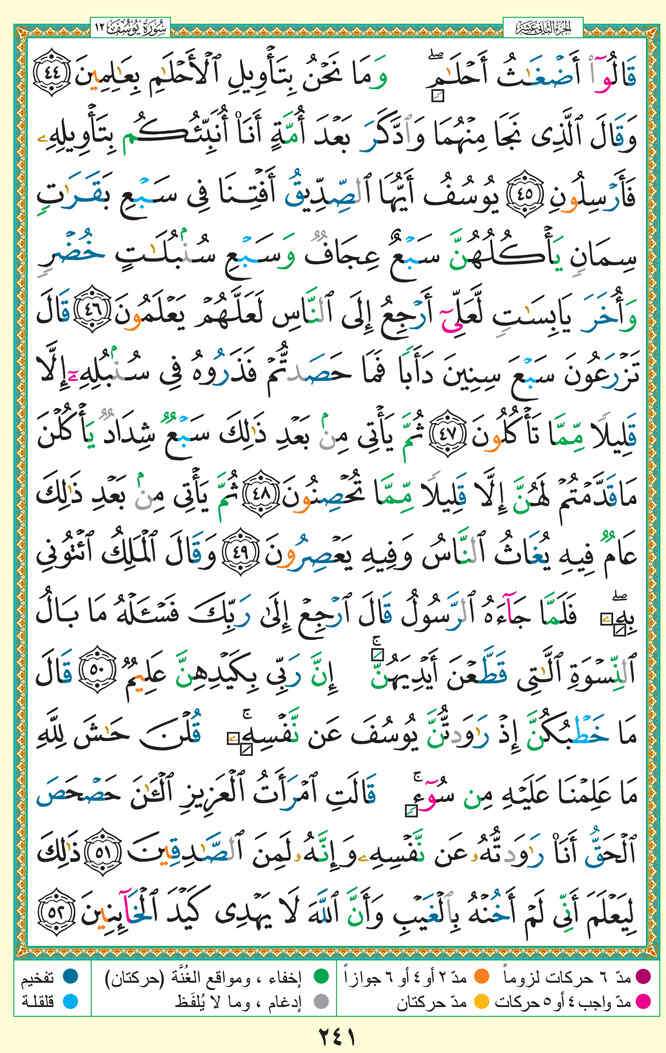 الجزء الثاني عشر
سورة يوسف ١٢
قَالُوٓا۟ أَضْغَـٰثُ أَحْلَـٰمٍۖ وَمَا نَحْنُ بِتَأْوِيلِ ٱلْأَحْلَـٰمِ بِعَـٰلِمِينَ ٤٤
وَقَالَ ٱلَّذِى نَجَا مِنْهُمَا وَٱدَّكَرَ بَعْدَ أُمَّةٍ أَنَا۠ أُنَبِّئُكُم بِتَأْوِيلِهِۦ
فَأَرْسِلُونِ ٤٥ يُوسُفُ أَيُّهَا ٱلصِّدِّيقُ أَفْتِنَا فِى سَبْعِ بَقَرَٰتٍ
سِمَانٍ يَأْكُلُهُنَّ سَبْعٌ عِجَافٌ وَسَبْعِ سُنۢبُلَـٰتٍ خُضْرٍ
وَأُخَرَ يَابِسَـٰتٍ لَّعَلِّىٓ أَرْجِعُ إِلَى ٱلنَّاسِ لَعَلَّهُمْ يَعْلَمُونَ ٤٦ قَالَ
تَزْرَعُونَ سَبْعَ سِنِينَ دَأَبًا فَمَا حَصَدتُّمْ فَذَرُوهُ فِى سُنۢبُلِهِۦٓ إِلَّا
قَلِيلًا مِّمَّا تَأْكُلُونَ ٤٧ ثُمَّ يَأْتِى مِنۢ بَعْدِ ذَٰلِكَ سَبْعٌ شِدَادٌ يَأْكُلْنَ
مَا قَدَّمْتُمْ لَهُنَّ إِلَّا قَلِيلًا مِّمَّا تُحْصِنُونَ ٤٨ ثُمَّ يَأْتِى مِنۢ بَعْدِ ذَٰلِكَ
عَامٌ فِيهِ يُغَاثُ ٱلنَّاسُ وَفِيهِ يَعْصِرُونَ ٤٩ وَقَالَ ٱلْمَلِكُ ٱئْتُونِى
بِهِۦۖ فَلَمَّا جَآءَهُ ٱلرَّسُولُ قَالَ ٱرْجِعْ إِلَىٰ رَبِّكَ فَسْـَٔلْهُ مَا بَالُ
ٱلنِّسْوَةِ ٱلَّـٰتِى قَطَّعْنَ أَيْدِيَهُنَّۚ إِنَّ رَبِّى بِكَيْدِهِنَّ عَلِيمٌ ٥٠ قَالَ
مَا خَطْبُكُنَّ إِذْ رَٰوَدتُّنَّ يُوسُفَ عَن نَّفْسِهِۦۚ قُلْنَ حَـٰشَ لِلَّهِ
مَا عَلِمْنَا عَلَيْهِ مِن سُوٓءٍۚ قَالَتِ ٱمْرَأَتُ ٱلْعَزِيزِ ٱلْـَٔـٰنَ حَصْحَصَ
ٱلْحَقُّ أَنَا۠ رَٰوَدتُّهُۥ عَن نَّفْسِهِۦ وَإِنَّهُۥ لَمِنَ ٱلصَّـٰدِقِينَ ٥١ ذَٰلِكَ
لِيَعْلَمَ أَنِّى لَمْ أَخُنْهُ بِٱلْغَيْبِ وَأَنَّ ٱللَّهَ لَا يَهْدِى كَيْدَ ٱلْخَآئِنِينَ ٥٢
مدّ ٦ حركات لزوماً مدّ ٢ أو ٤ أو ٦ جوازاً إخفاء ، ومواقع الغُنَّة (حركتان) تفخيم
مدّ واجب ٤ أو ٥ حركات مدّ حركتان إدغام ، وما لا يُلفَظ قلقلة
٢٤١